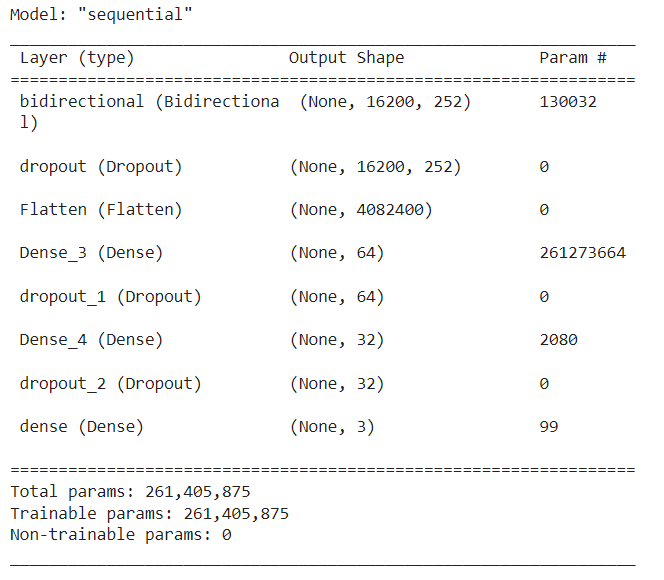 Model: "sequential"
_________________________________________________________________
Layer (type) Output Shape Param #
=================================================================
bidirectional (Bidirectiona (None, 16200, 252) 130032
l)
dropout (Dropout) (None, 16200, 252) 0
Flatten (Flatten) (None, 4082400) 0
Dense_3 (Dense) (None, 64) 261273664
dropout_1 (Dropout) (None, 64) 0
Dense_4 (Dense) (None, 32) 2080
dropout_2 (Dropout) (None, 32) 0
dense (Dense) (None, 3) 99
=================================================================
Total params: 261,405,875
Trainable params: 261,405,875
Non-trainable params: 0
_________________________________________________________________